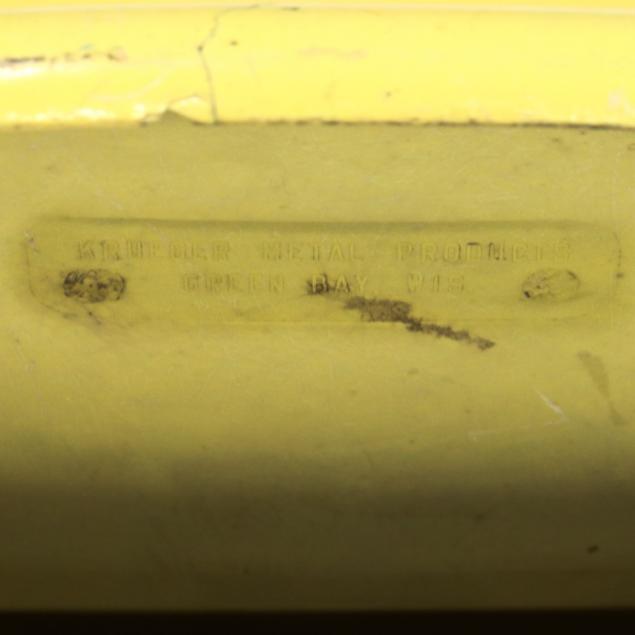 KRUEGER METAL PRODUCTS
GREEN BAY, WIS.